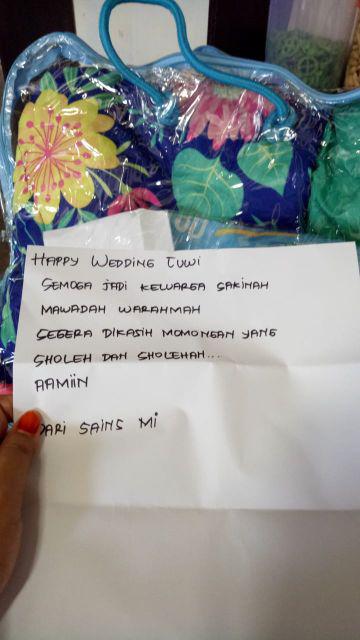 HAPPY WEDDING TUWI
SEMOGA JADI KELUARGA SAKINAH
MAWADAH WARAHMAH
SEGERA DIKASIH MOMONGAN YANG
SHOLEH DAN SHOLEHAH...
AAMIIN
DARI SAINS MI